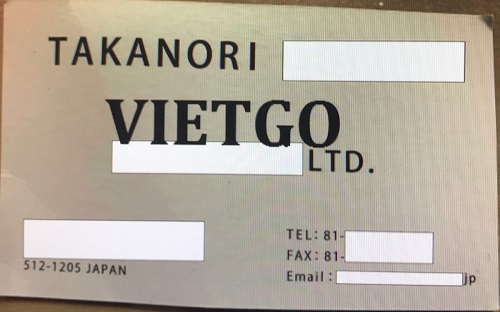 TAKANORI
VIETGO
LTD.
TEL: 81-
512-1205 JAPAN
FAX: 81-
Email : jp